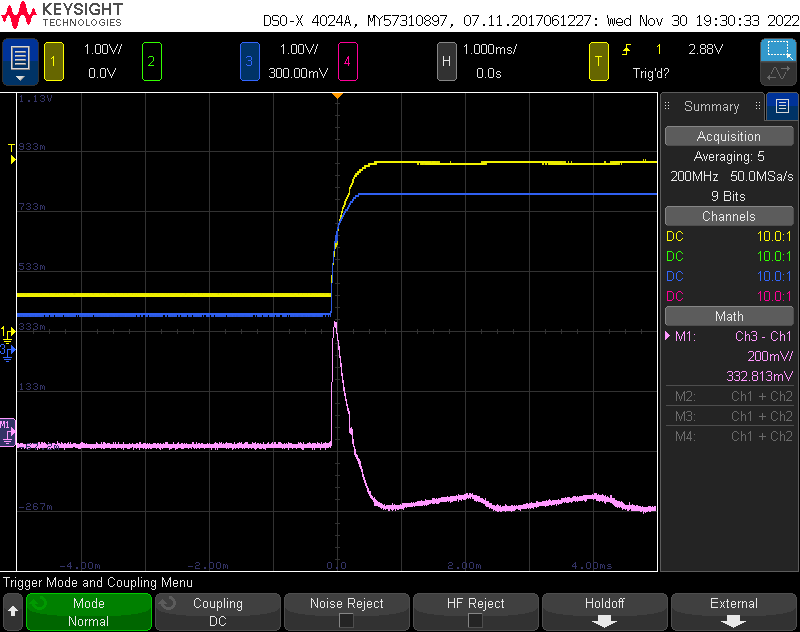 KEYSIGHT
TECHNOLOGIES
DSO-X 4024A, MY57310897, 07.11.2017061227: Wed Nov 30 19:30:33 2022
1 1.00V/ 2 3 1.00V/ 4 H 1.000ms/ T 1 2.88V
0.0V 300.00mV 0.0s Trig'd?
1.13V
933m
733m
533m
333m
133m
-267m
-4.00m -2.00m 0.0 2.00m 4.00ms
T
1
3
M1
Summary
Acquisition
Averaging: 5
200MHz 50.0MSa/s
9 Bits
Channels
DC 10.0:1
DC 10.0:1
DC 10.0:1
DC 10.0:1
Math
M1: Ch3 - Ch1
200mV/
332.813mV
M2: Ch1 + Ch2
M3: Ch1 + Ch2
M4: Ch1 + Ch2
Trigger Mode and Coupling Menu
Mode Coupling Noise Reject HF Reject Holdoff External
Normal DC